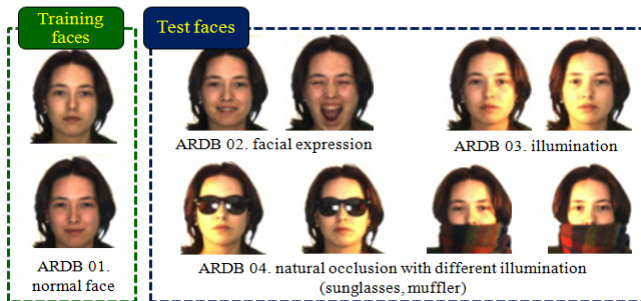 Training
faces
Test faces
ARDB 02. facial expression
ARDB 03. illumination
ARDB 01.
normal face
ARDB 04. natural occlusion with different illumination
(sunglasses, muffler)